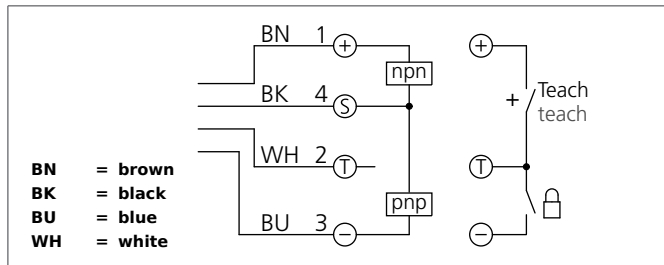 BN 1 +
npn
+
BK 4 S
+ Teach
teach
WH 2 T
T
pnp
BU 3 −
−
BN = brown
BK = black
BU = blue
WH = white